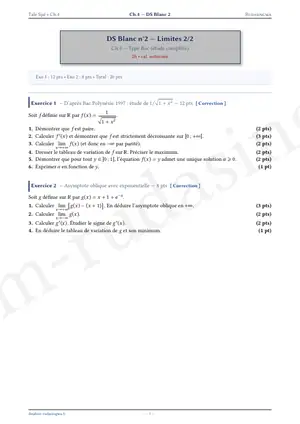 Tale Spé • Ch.4 Ch.4 — DS Blanc 2
DS Blanc n°2 — Limites 2/2
Ch.4 — Type Bac (étude complète)
2h • cal. autorisée
Exo 1 : 12 pts • Exo 2 : 8 pts • Total : 20 pts
Exercice 1 — D'après Bac Polynésie 1997 : étude de 1/√1 + x² — 12 pts [ Correction ]
Soit f définie sur R par f(x) = 1/√1 + x²
1. Démontrer que f est paire. (2 pts)
2. Calculer f'(x) et démontrer que f est strictement décroissante sur [0 ; +∞[. (3 pts)
3. Calculer lim f(x) (et donc en −∞ par parité). (2 pts)
4. Dresser le tableau de variation de f sur R. Préciser le maximum. (2 pts)
5. Démontrer que pour tout y ∈ ]0 ; 1], l'équation f(x) = y admet une unique solution α ⩾ 0. (2 pts)
6. Exprimer α en fonction de y. (1 pt)
Exercice 2 — Asymptote oblique avec exponentielle — 8 pts [ Correction ]
Soit g définie sur R par g(x) = x + 1 + e⁻ˣ.
1. Calculer lim [g(x) − (x + 1)]. En déduire l'asymptote oblique en +∞. (3 pts)
2. Calculer lim g(x). (2 pts)
3. Calculer g'(x). Étudier le signe de g'(x). (2 pts)
4. En déduire le tableau de variation de g et son minimum. (1 pt)
— 1 —